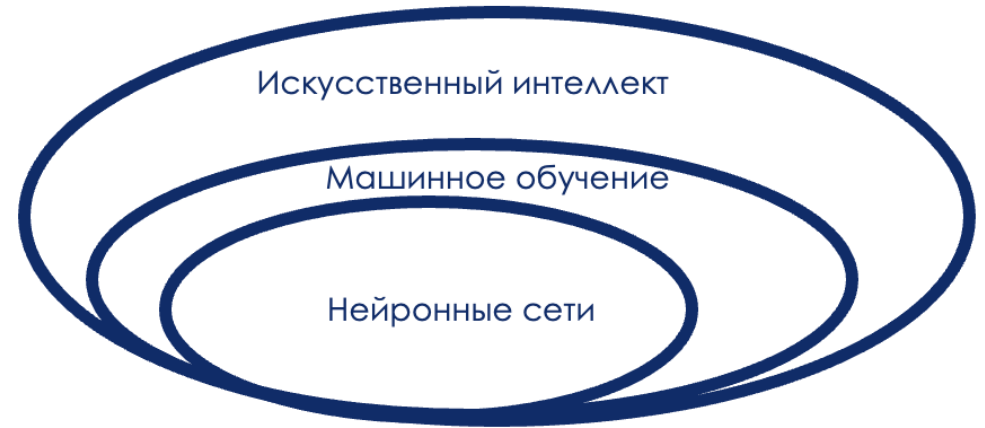 Искусственный интеллект
Машинное обучение
Нейронные сети